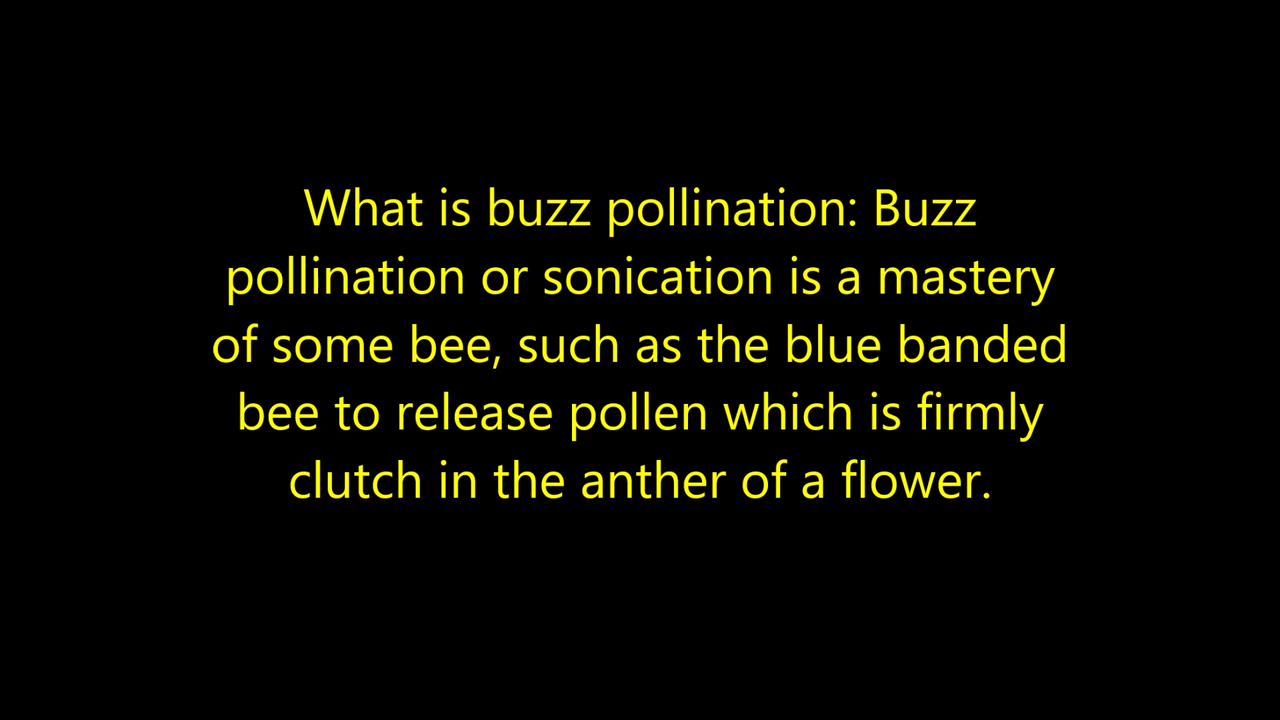 What is buzz pollination: Buzz
pollination or sonication is a mastery
of some bee, such as the blue banded
bee to release pollen which is firmly
clutch in the anther of a flower.